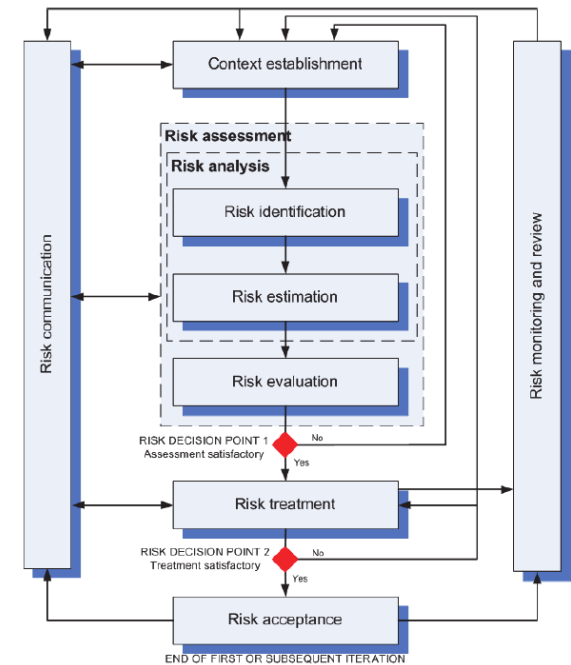 Context establishment
Risk assessment
Risk analysis
Risk identification
Risk estimation
Risk evaluation
RISK DECISION POINT 1
Assessment satisfactory
No
Yes
Risk treatment
RISK DECISION POINT 2
Treatment satisfactory
No
Yes
Risk acceptance
END OF FIRST OR SUBSEQUENT ITERATION
Risk communication
Risk monitoring and review